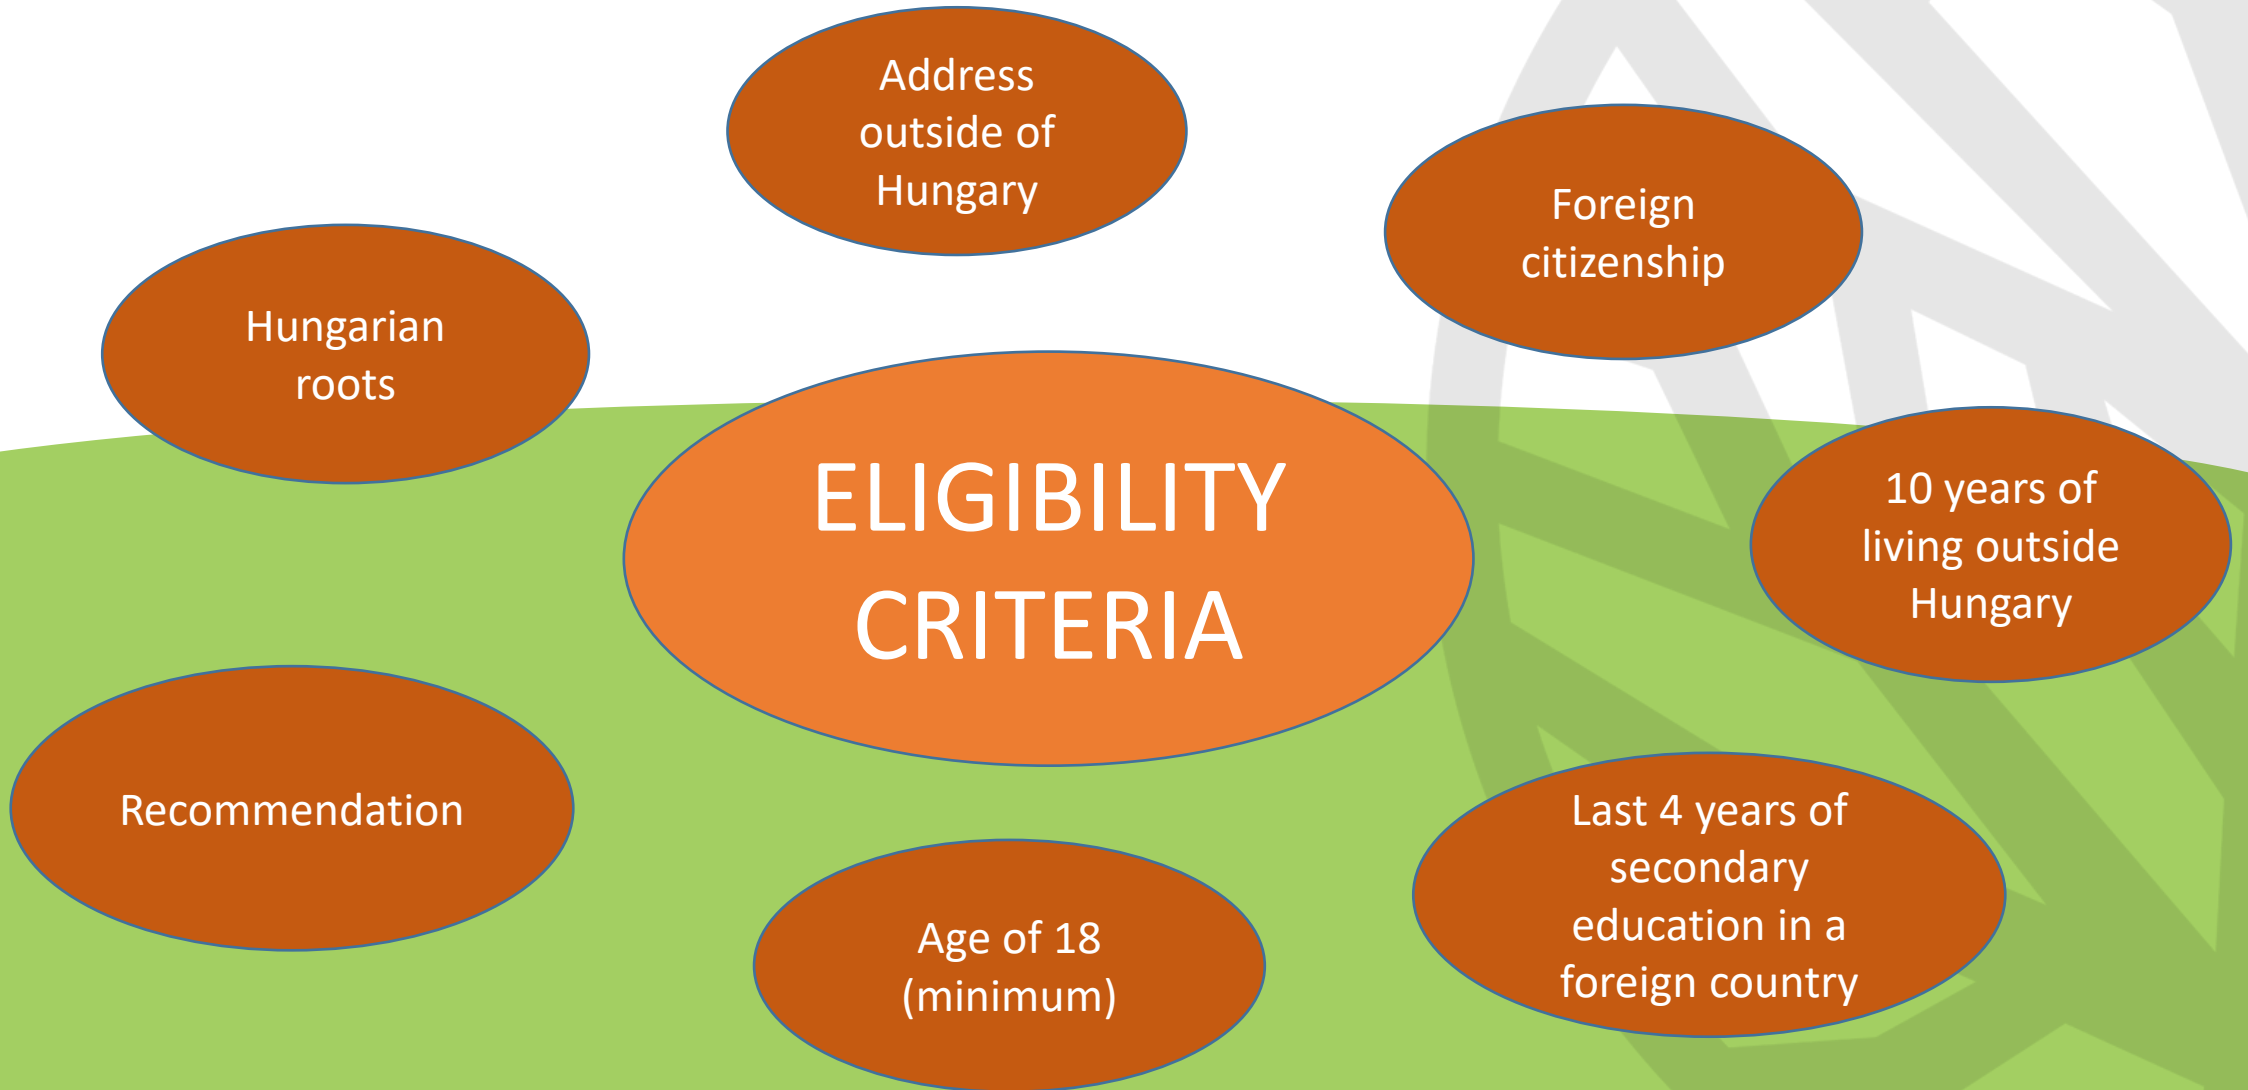 Address
outside of
Hungary
Foreign
citizenship
Hungarian
roots
ELIGIBILITY
CRITERIA
10 years of
living outside
Hungary
Recommendation
Last 4 years of
secondary
education in a
foreign country
Age of 18
(minimum)